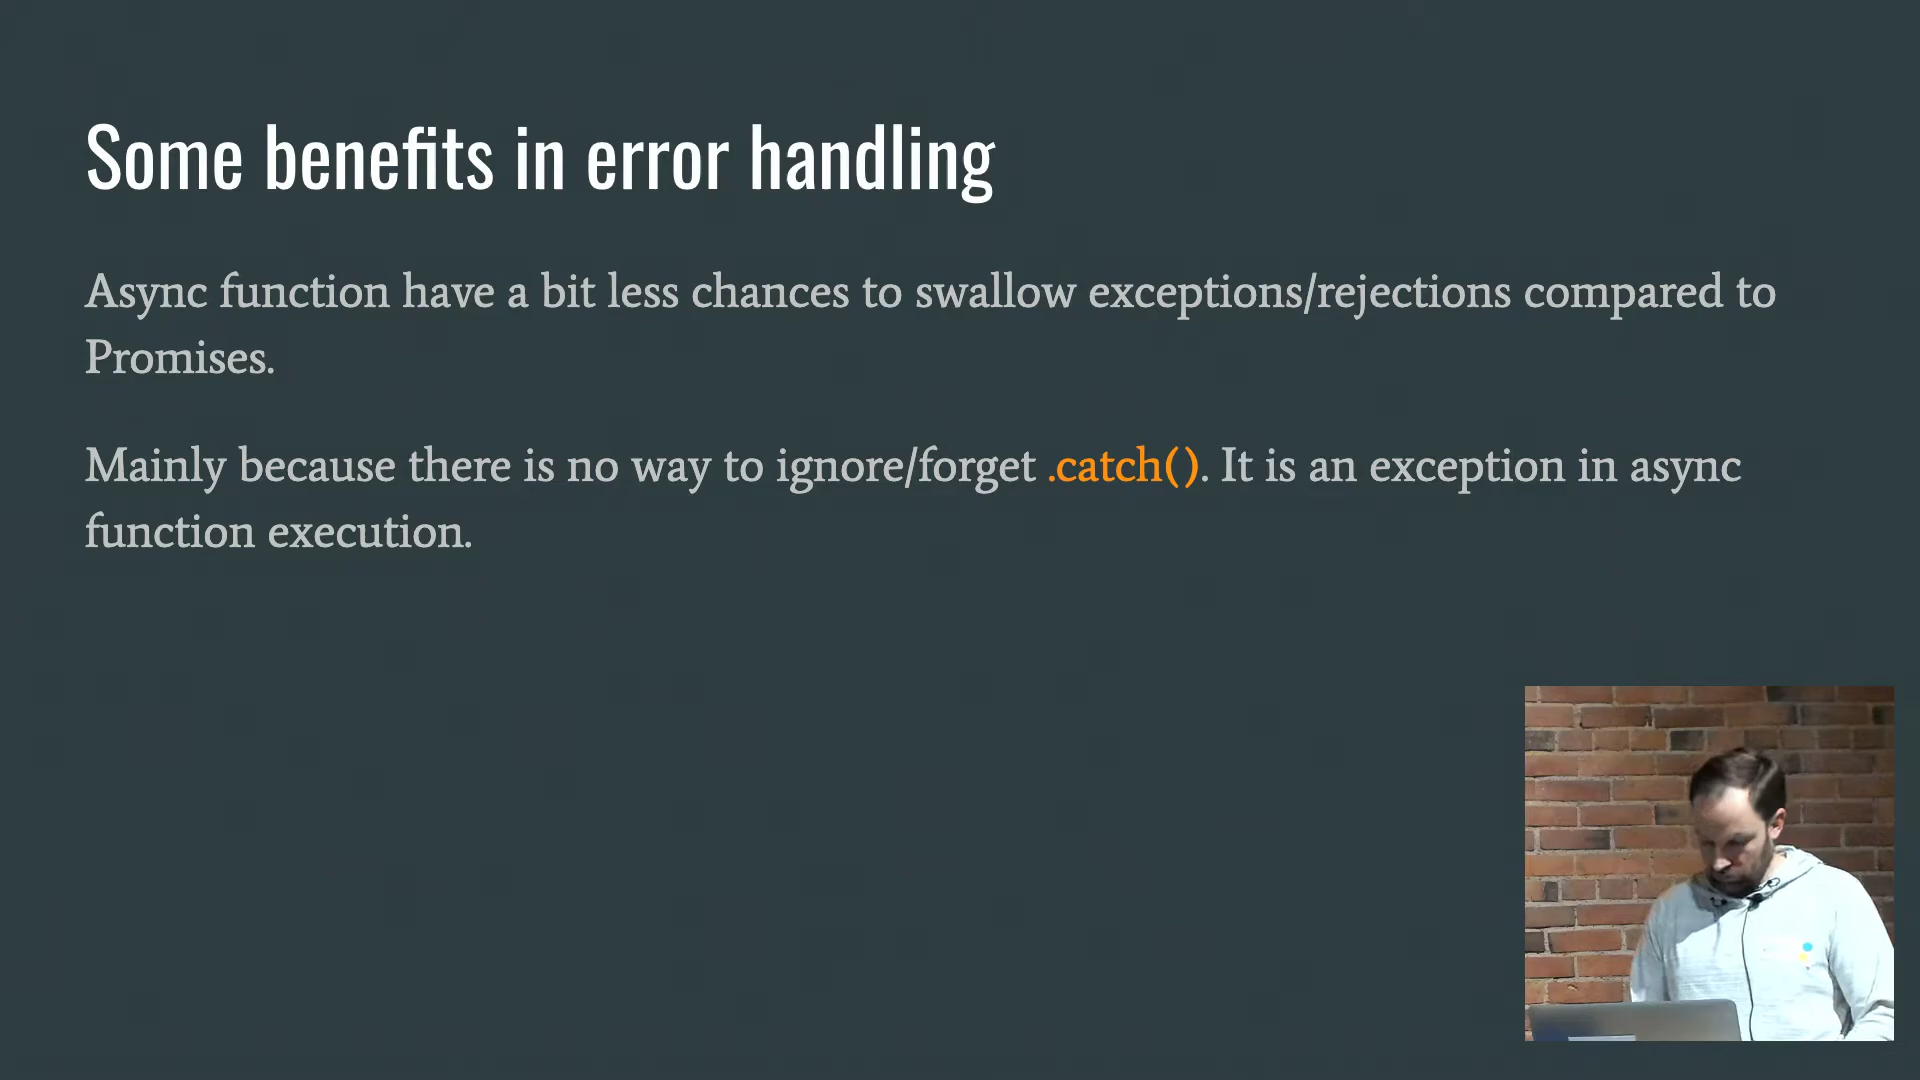 Some benefits in error handling
Async function have a bit less chances to swallow exceptions/rejections compared to
Promises.
Mainly because there is no way to ignore/forget .catch(). It is an exception in async
function execution.